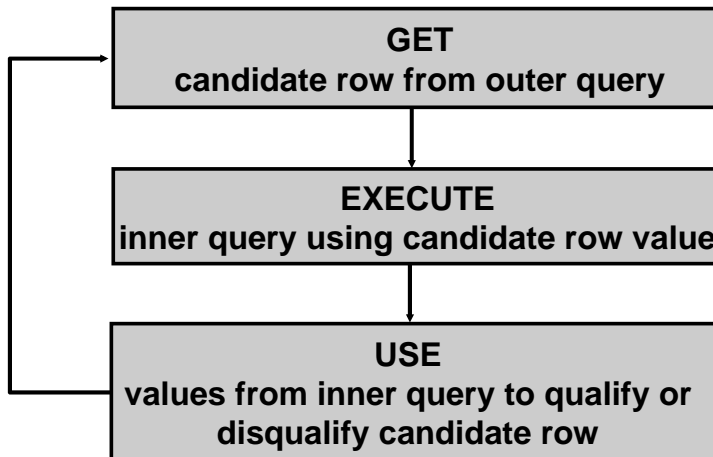 GET
candidate row from outer query
EXECUTE
inner query using candidate row value
USE
values from inner query to qualify or
disqualify candidate row